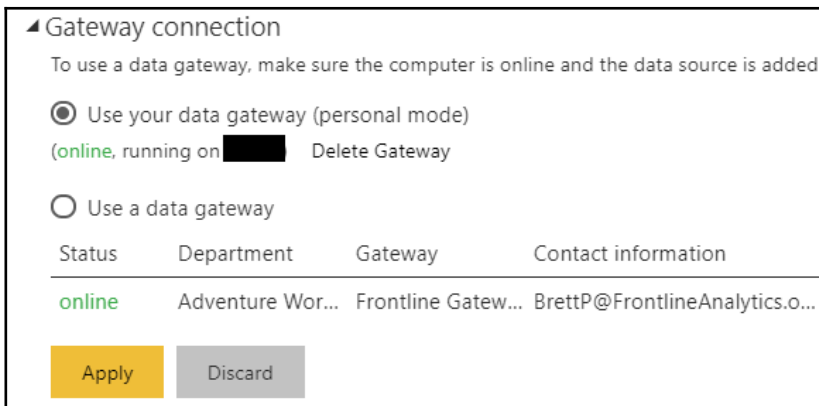 Gateway connection
To use a data gateway, make sure the computer is online and the data source is added
Use your data gateway (personal mode)
(online, running on ) Delete Gateway
Use a data gateway
Status Department Gateway Contact information
online Adventure Wor... Frontline Gatew... BrettP@FrontlineAnalytics.o...
Apply Discard